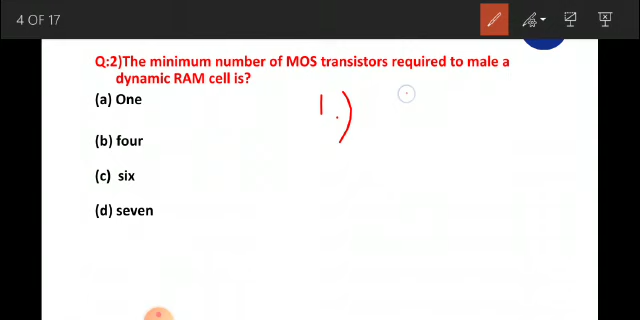 4 OF 17
Q:2)The minimum number of MOS transistors required to male a
dynamic RAM cell is?
(a) One
1.)
(b) four
(c) six
(d) seven